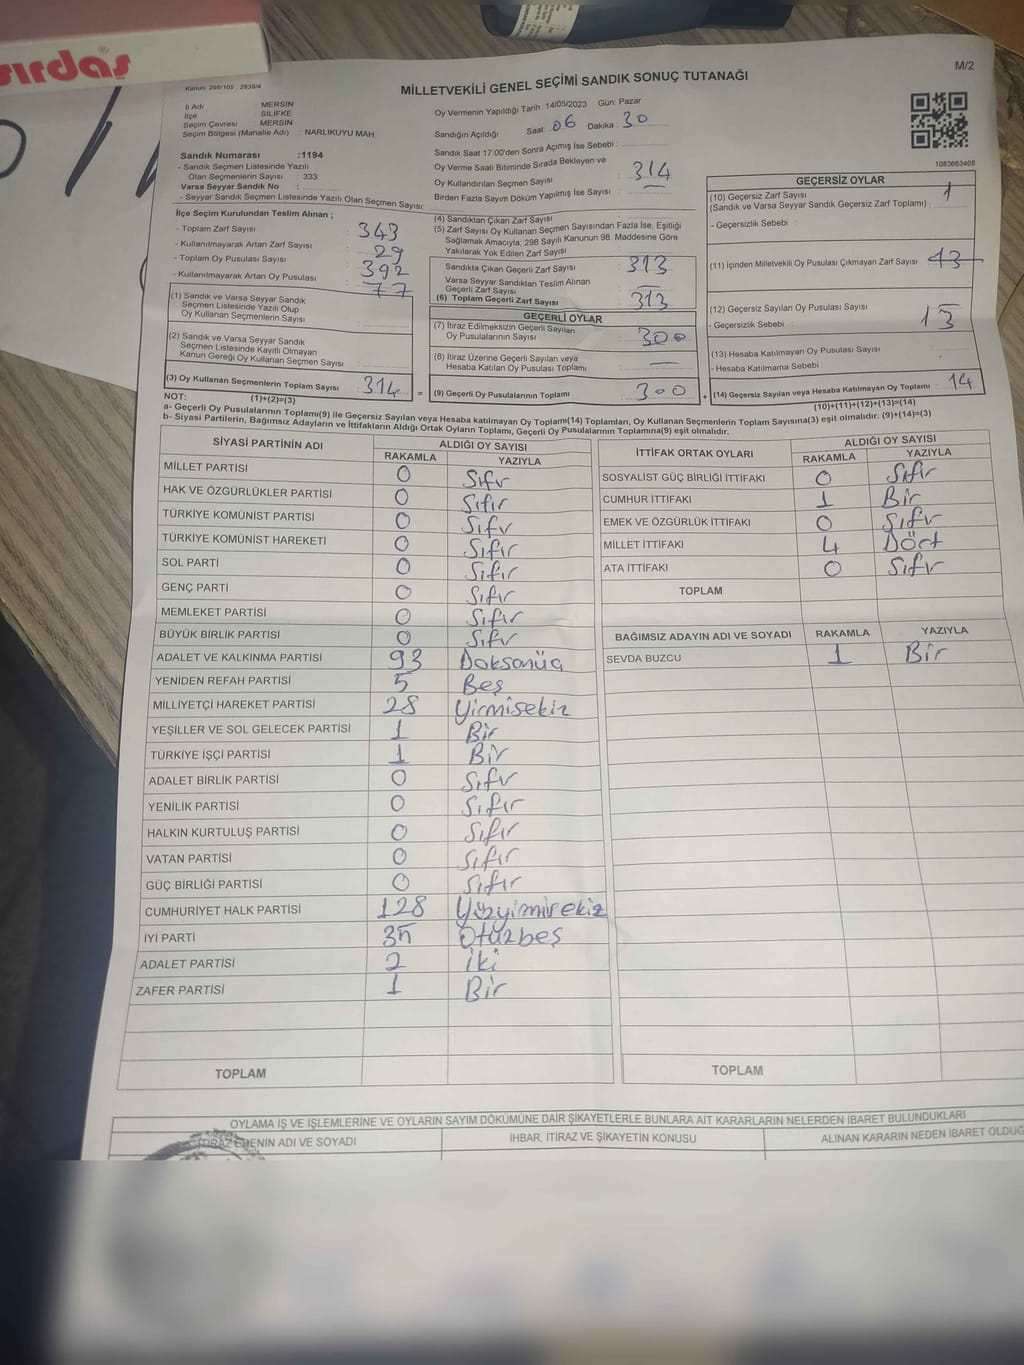 sırdaş®
M/2
Kanun: 298/105 , 2839/4
MİLLETVEKİLİ GENEL SEÇİMİ SANDIK SONUÇ TUTANAĞI
İl Adı : MERSİN
İlçe : SİLİFKE
Seçim Çevresi : MERSİN
Seçim Bölgesi (Mahalle Adı) : NARLIKUYU MAH.
Oy Vermenin Yapıldığı Tarih :14/05/2023 Gün: Pazar
Sandığın Açıldığı Saat: 06 Dakika: 30
Sandık Saat 17:00'den Sonra Açımış İse Sebebi :
Oy Verme Saati Bitiminde Sırada Bekleyen ve
Oy Kullandırılan Seçmen Sayısı 314
Birden Fazla Sayım Döküm Yapılmış İse Sayısı : —
1083663408
Sandık Numarası :1194
- Sandık Seçmen Listesinde Yazılı
Olan Seçmenlerin Sayısı : 333
Varsa Seyyar Sandık No :
- Seyyar Sandık Seçmen Listesinde Yazılı Olan Seçmen Sayısı:
İlçe Seçim Kurulundan Teslim Alınan ;
- Toplam Zarf Sayısı : 343
- Kullanılmayarak Artan Zarf Sayısı : 29
- Toplam Oy Pusulası Sayısı : 392
- Kullanılmayarak Artan Oy Pusulası : 77
(1) Sandık ve Varsa Seyyar Sandık
Seçmen Listesinde Yazılı Olup
Oy Kullanan Seçmenlerin Sayısı :
(2) Sandık ve Varsa Seyyar Sandık
Seçmen Listesinde Kayıtlı Olmayan
Kanun Gereği Oy Kullanan Seçmen Sayısı :
(3) Oy Kullanan Seçmenlerin Toplam Sayısı : 314
(4) Sandıktan Çıkan Zarf Sayısı :
(5) Zarf Sayısı Oy Kullanan Seçmen Sayısından Fazla İse, Eşitliği
Sağlamak Amacıyla; 298 Sayılı Kanunun 98. Maddesine Göre
Yakılarak Yok Edilen Zarf Sayısı :
Sandıkta Çıkan Geçerli Zarf Sayısı : 313
Varsa Seyyar Sandıktan Teslim Alınan
Geçerli Zarf Sayısı : —
(6) Toplam Geçerli Zarf Sayısı : 313
GEÇERLİ OYLAR
(7) İtiraz Edilmeksizin Geçerli Sayılan
Oy Pusulalarının Sayısı : 300
(8) İtiraz Üzerine Geçerli Sayılan veya
Hesaba Katılan Oy Pusulası Toplamı : —
= (9) Geçerli Oy Pusulalarının Toplamı : 300
GEÇERSİZ OYLAR
(10) Geçersiz Zarf Sayısı 1
(Sandık ve Varsa Seyyar Sandık Geçersiz Zarf Toplamı) :
- Geçersizlik Sebebi :
(11) İçinden Milletvekili Oy Pusulası Çıkmayan Zarf Sayısı : 13
(12) Geçersiz Sayılan Oy Pusulası Sayısı : —
- Geçersizlik Sebebi : 13
(13) Hesaba Katılmayan Oy Pusulası Sayısı :
- Hesaba Katılmama Sebebi :
+ (14) Geçersiz Sayılan veya Hesaba Katılmayan Oy Toplamı : 14
NOT: (1)+(2)=(3)
(10)+(11)+(12)+(13)=(14)
a- Geçerli Oy Pusulalarının Toplamı(9) ile Geçersiz Sayılan veya Hesaba katılmayan Oy Toplamı(14) Toplamları, Oy Kullanan Seçmenlerin Toplam Sayısına(3) eşit olmalıdır. (9)+(14)=(3)
b- Siyasi Partilerin, Bağımsız Adayların ve İttifakların Aldığı Ortak Oyların Toplamı, Geçerli Oy Pusulalarının Toplamına(9) eşit olmalıdır.
SİYASİ PARTİNİN ADI ALDIĞI OY SAYISI
RAKAMLA YAZIYLA
MİLLET PARTİSİ 0 Sıfır
HAK VE ÖZGÜRLÜKLER PARTİSİ 0 Sıfır
TÜRKİYE KOMÜNİST PARTİSİ 0 Sıfır
TÜRKİYE KOMÜNİST HAREKETİ 0 Sıfır
SOL PARTİ 0 Sıfır
GENÇ PARTİ 0 Sıfır
MEMLEKET PARTİSİ 0 Sıfır
BÜYÜK BİRLİK PARTİSİ 0 Sıfır
ADALET VE KALKINMA PARTİSİ 93 Doksanüç
YENİDEN REFAH PARTİSİ 5 Beş
MİLLİYETÇİ HAREKET PARTİSİ 28 Yirmisekiz
YEŞİLLER VE SOL GELECEK PARTİSİ 1 Bir
TÜRKİYE İŞÇİ PARTİSİ 1 Bir
ADALET BİRLİK PARTİSİ 0 Sıfır
YENİLİK PARTİSİ 0 Sıfır
HALKIN KURTULUŞ PARTİSİ 0 Sıfır
VATAN PARTİSİ 0 Sıfır
GÜÇ BİRLİĞİ PARTİSİ 0 Sıfır
CUMHURİYET HALK PARTİSİ 128 Yüzyirmisekiz
İYİ PARTİ 35 Otuzbeş
ADALET PARTİSİ 2 İki
ZAFER PARTİSİ 1 Bir
TOPLAM
İTTİFAK ORTAK OYLARI ALDIĞI OY SAYISI
RAKAMLA YAZIYLA
SOSYALİST GÜÇ BİRLİĞİ İTTİFAKI 0 Sıfır
CUMHUR İTTİFAKI 1 Bir
EMEK VE ÖZGÜRLÜK İTTİFAKI 0 Sıfır
MİLLET İTTİFAKI 4 Dört
ATA İTTİFAKI 0 Sıfır
TOPLAM
BAĞIMSIZ ADAYIN ADI VE SOYADI RAKAMLA YAZIYLA
SEVDA BUZCU 1 Bir
TOPLAM
OYLAMA İŞ VE İŞLEMLERİNE VE OYLARIN SAYIM DÖKÜMÜNE DAİR ŞİKAYETLERLE BUNLARA AİT KARARLARIN NELERDEN İBARET BULUNDUKLARI
İTİRAZ EDENİN ADI VE SOYADI İHBAR, İTİRAZ VE ŞİKAYETİN KONUSU ALINAN KARARIN NEDEN İBARET OLDUĞ